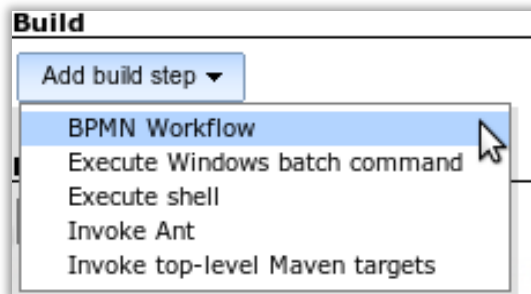 Build
Add build step
BPMN Workflow
Execute Windows batch command
Execute shell
Invoke Ant
Invoke top-level Maven targets